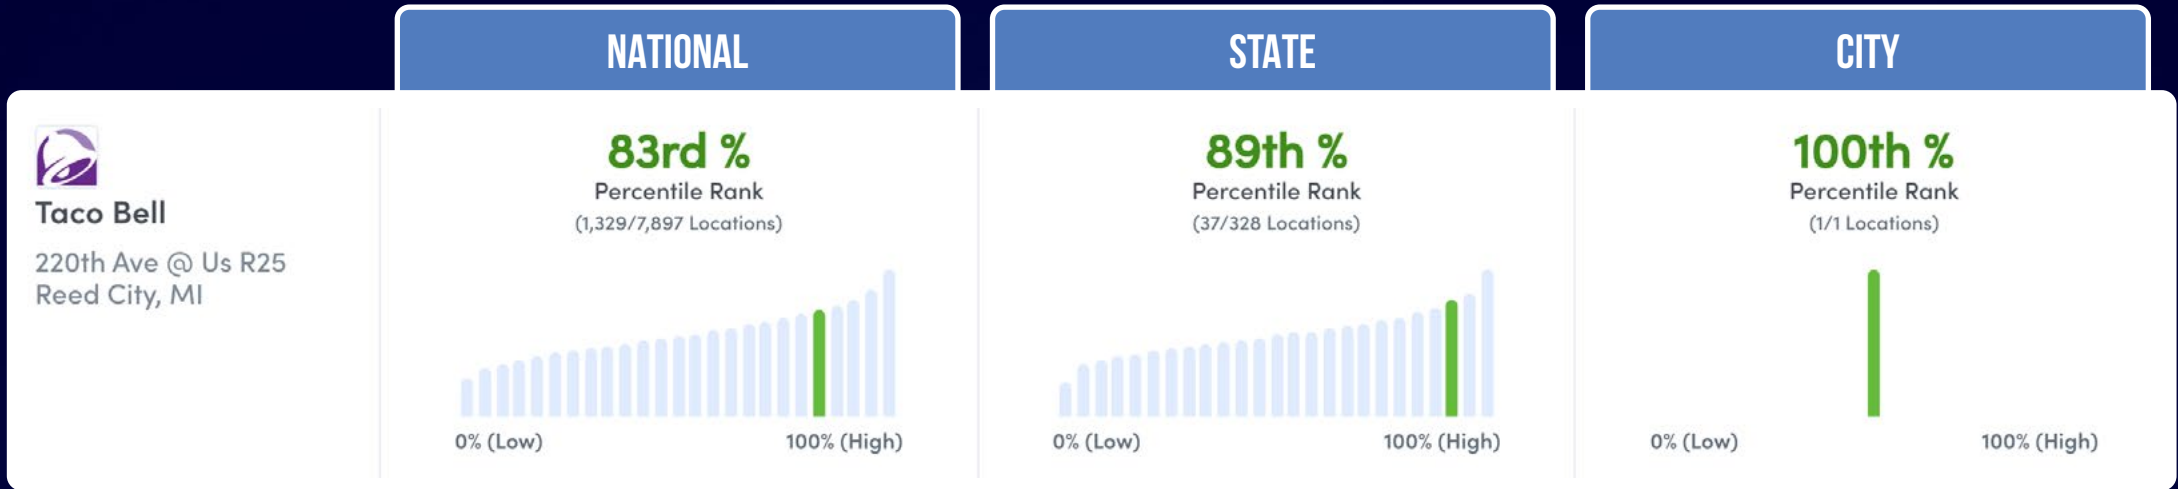 NATIONAL
STATE
CITY
Taco Bell
220th Ave @ Us R25
Reed City, MI
83rd %
Percentile Rank
(1,329/7,897 Locations)
0% (Low)
100% (High)
89th %
Percentile Rank
(37/328 Locations)
0% (Low)
100% (High)
100th %
Percentile Rank
(1/1 Locations)
0% (Low)
100% (High)